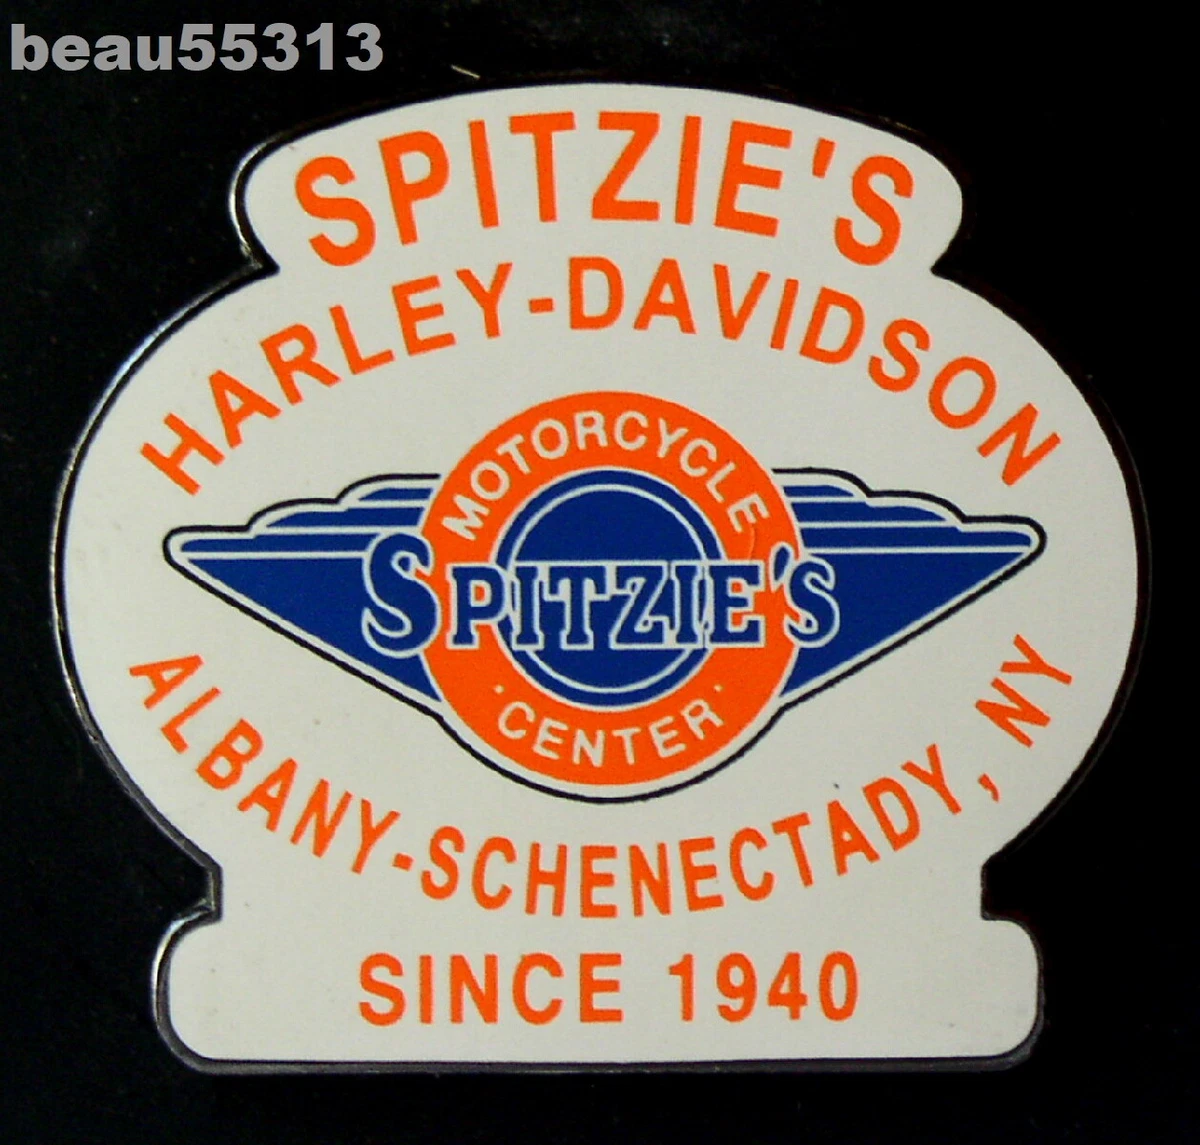 beau55313
SPITZIE'S
HARLEY-DAVIDSON
MOTORCYCLE
SPITZIE'S
· CENTER ·
ALBANY-SCHENECTADY, NY
SINCE 1940